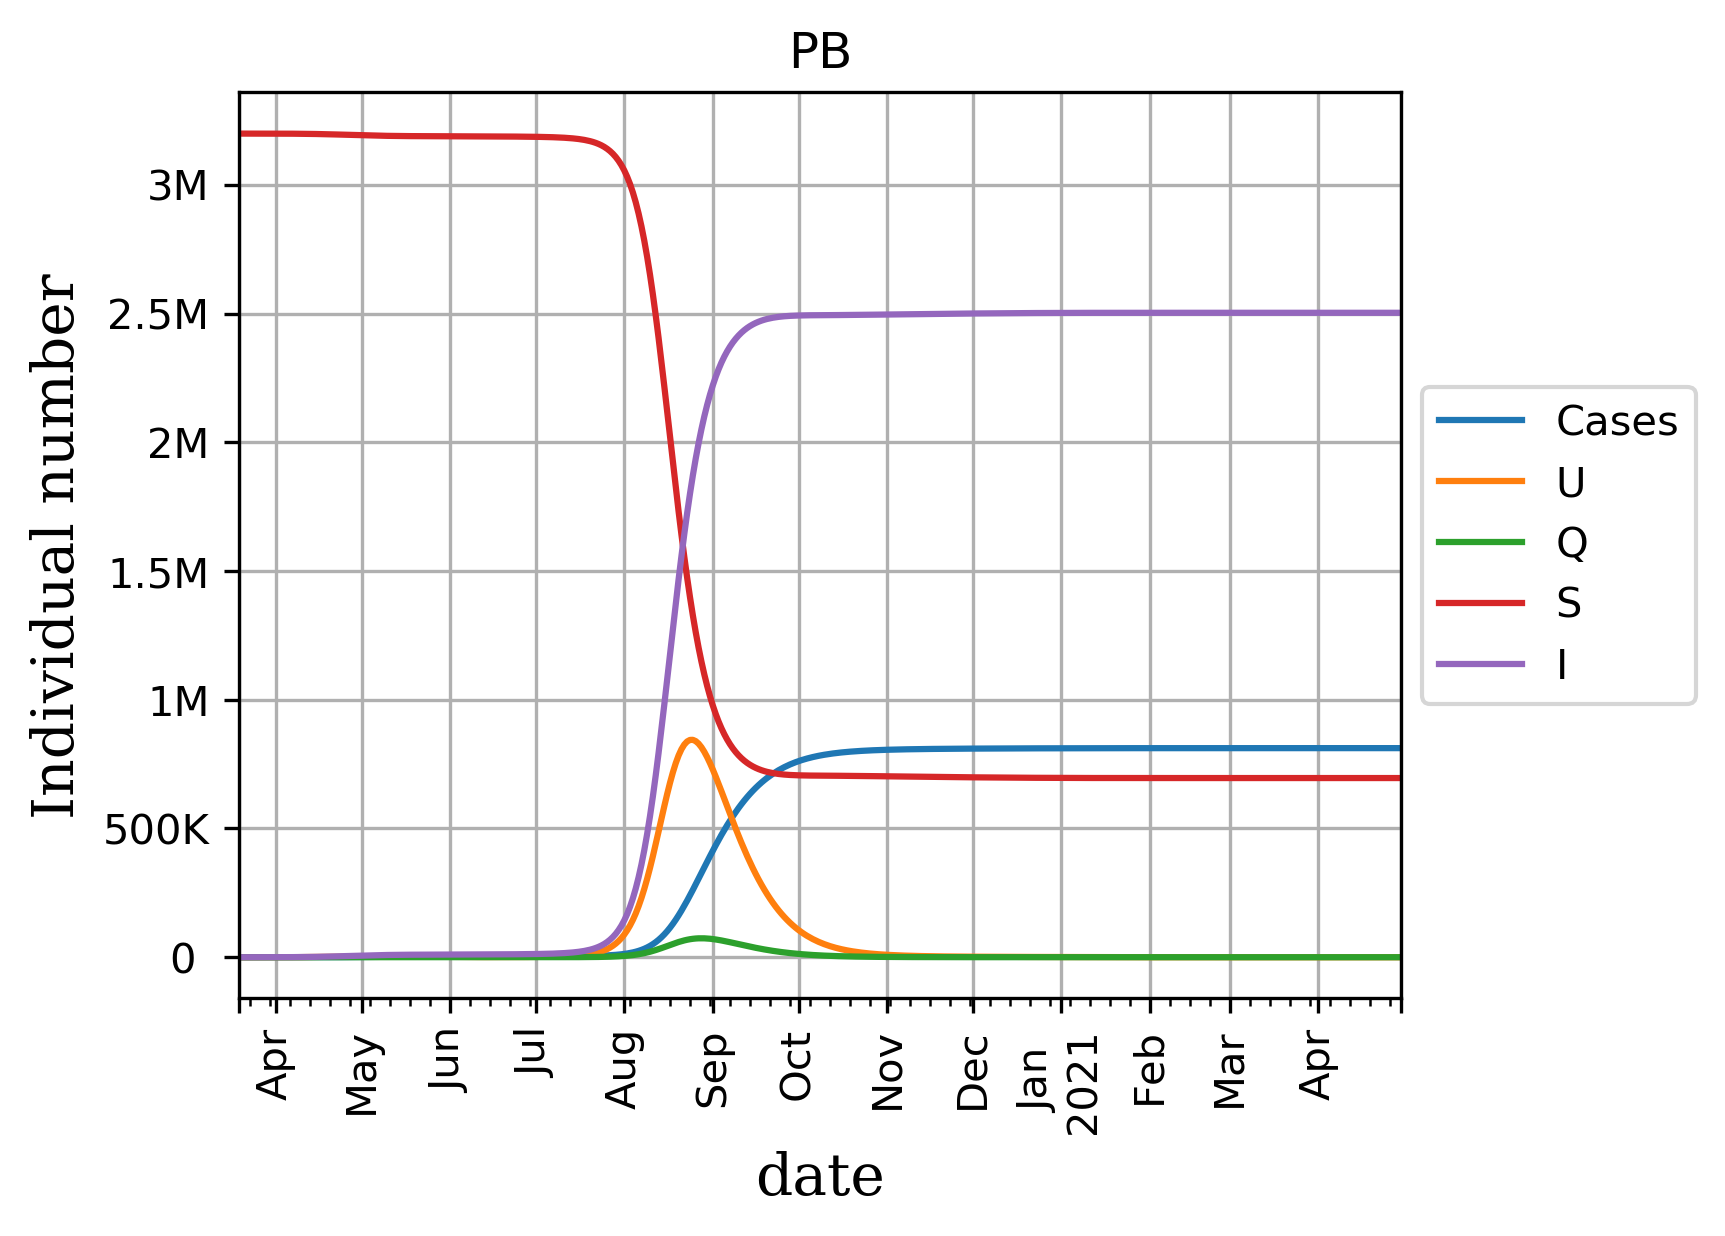 PB
Individual number
3M
2.5M
2M
1.5M
1M
500K
0
Apr
May
Jun
Jul
Aug
Sep
Oct
Nov
Dec
Jan
2021
Feb
Mar
Apr
date
Cases
U
Q
S
I